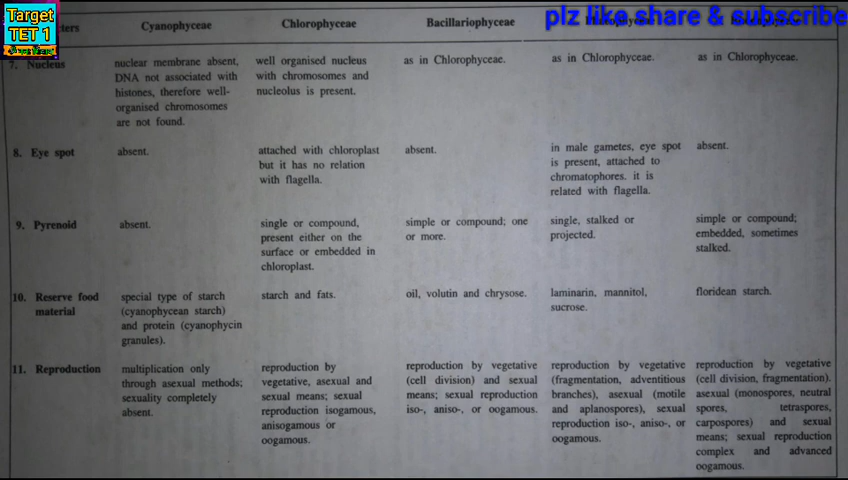 Target
TET 1
plz like share & subscribe
Cyanophyceae
Chlorophyceae
Bacillariophyceae
7. Nucleus
nuclear membrane absent,
DNA not associated with
histones, therefore well-
organised chromosomes
are not found.
well organised nucleus
with chromosomes and
nucleolus is present.
as in Chlorophyceae.
as in Chlorophyceae.
as in Chlorophyceae.
8. Eye spot
absent.
attached with chloroplast
but it has no relation
with flagella.
absent.
in male gametes, eye spot
is present, attached to
chromatophores. it is
related with flagella.
absent.
9. Pyrenoid
absent.
single or compound,
present either on the
surface or embedded in
chloroplast.
simple or compound; one
or more.
single, stalked or
projected.
simple or compound;
embedded, sometimes
stalked.
10. Reserve food
material
special type of starch
(cyanophycean starch)
and protein (cyanophycin
granules).
starch and fats.
oil, volutin and chrysose.
laminarin, mannitol,
sucrose.
floridean starch.
11. Reproduction
multiplication only
through asexual methods;
sexuality completely
absent.
reproduction by
vegetative, asexual and
sexual means; sexual
reproduction isogamous,
anisogamous or
oogamous.
reproduction by vegetative
(cell division) and sexual
means; sexual reproduction
iso-, aniso-, or oogamous.
reproduction by vegetative
(fragmentation, adventitious
branches), asexual (motile
and aplanospores), sexual
reproduction iso-, aniso-, or
oogamous.
reproduction by vegetative
(cell division, fragmentation).
asexual (monospores, neutral
spores, tetraspores,
carpospores) and sexual
means; sexual reproduction
complex and advanced
oogamous.